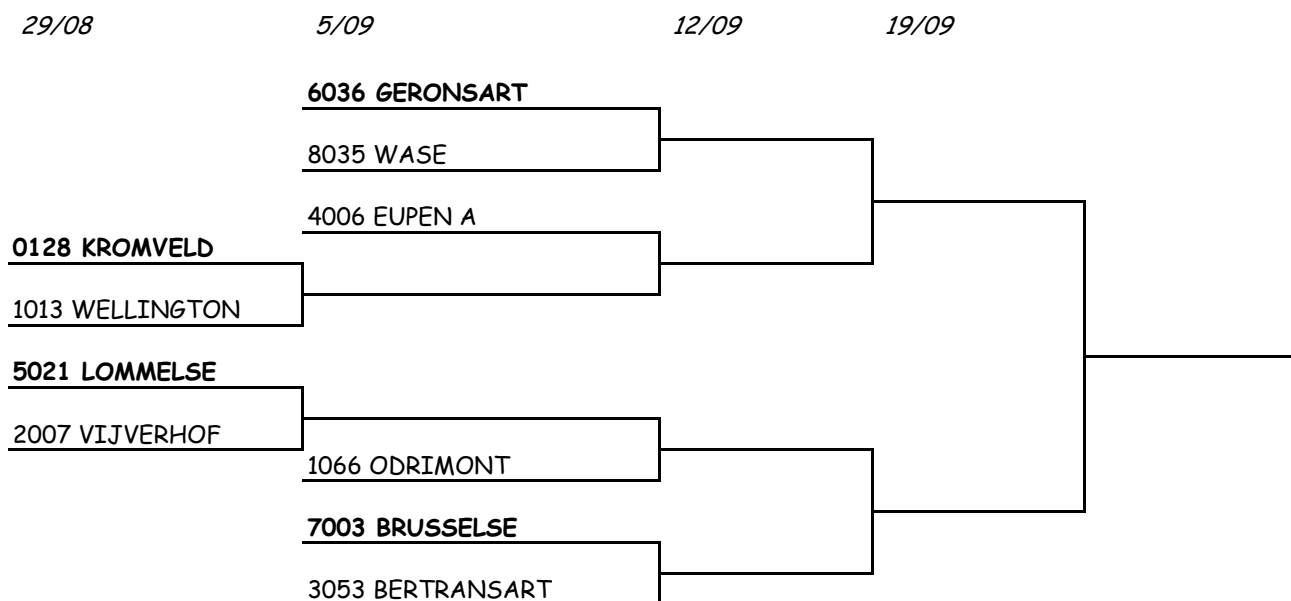 29/08 5/09 12/09 19/09
6036 GERONSART
8035 WASE
4006 EUPEN A
0128 KROMVELD
1013 WELLINGTON
5021 LOMMELSE
2007 VIJVERHOF
1066 ODRIMONT
7003 BRUSSELSE
3053 BERTRANSART